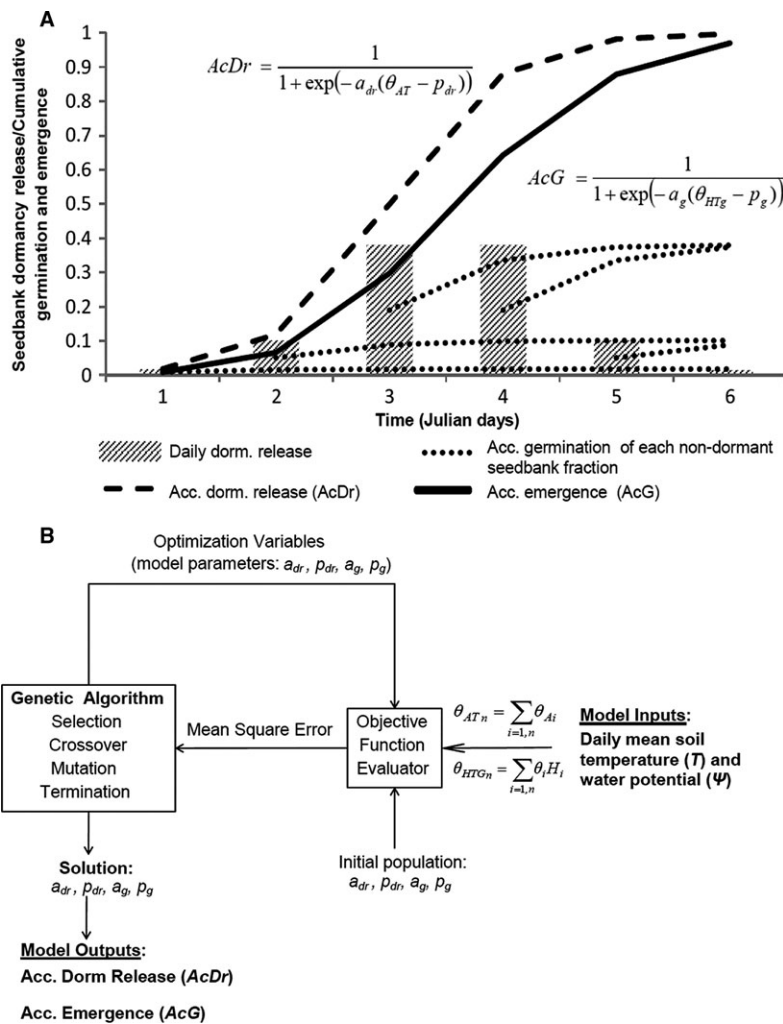 A
Seedbank dormancy release/Cumulative
germination and emergence
1
0.9
0.8
0.7
0.6
0.5
0.4
0.3
0.2
0.1
0
AcDr = 1 / (1 + exp(−a_dr(θ_AT − p_dr)))
AcG = 1 / (1 + exp(−a_g(θ_HTg − p_g)))
1 2 3 4 5 6
Time (Julian days)
Daily dorm. release
Acc. germination of each non-dormant
seedbank fraction
Acc. dorm. release (AcDr)
Acc. emergence (AcG)
B
Optimization Variables
(model parameters: a_dr, p_dr, a_g, p_g)
Genetic Algorithm
Selection
Crossover
Mutation
Termination
Mean Square Error
Objective
Function
Evaluator
θ_ATn = ∑_{i=1,n} θ_Ai
θ_HTGn = ∑_{i=1,n} θ_i H_i
Model Inputs:
Daily mean soil
temperature (T) and
water potential (Ψ)
Solution:
a_dr, p_dr, a_g, p_g
Initial population:
a_dr, p_dr, a_g, p_g
Model Outputs:
Acc. Dorm Release (AcDr)
Acc. Emergence (AcG)